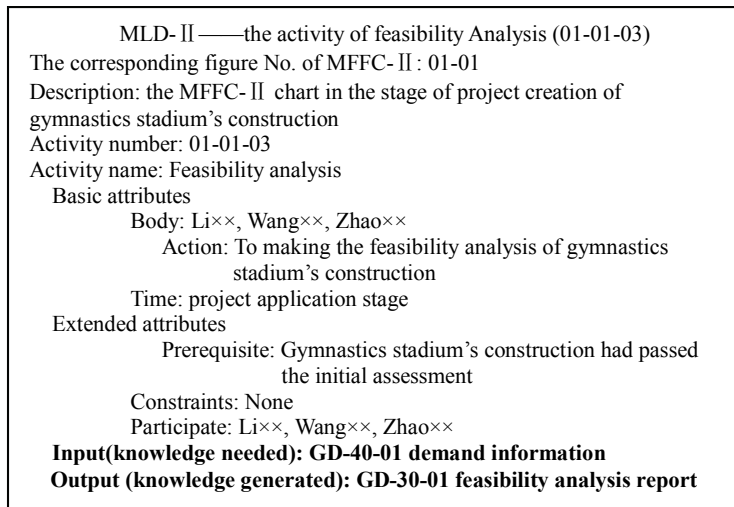 MLD-Ⅱ——the activity of feasibility Analysis (01-01-03)
The corresponding figure No. of MFFC-Ⅱ: 01-01
Description: the MFFC-Ⅱ chart in the stage of project creation of
gymnastics stadium’s construction
Activity number: 01-01-03
Activity name: Feasibility analysis
Basic attributes
Body: Li××, Wang××, Zhao××
Action: To making the feasibility analysis of gymnastics
stadium’s construction
Time: project application stage
Extended attributes
Prerequisite: Gymnastics stadium’s construction had passed
the initial assessment
Constraints: None
Participate: Li××, Wang××, Zhao××
Input(knowledge needed): GD-40-01 demand information
Output (knowledge generated): GD-30-01 feasibility analysis report